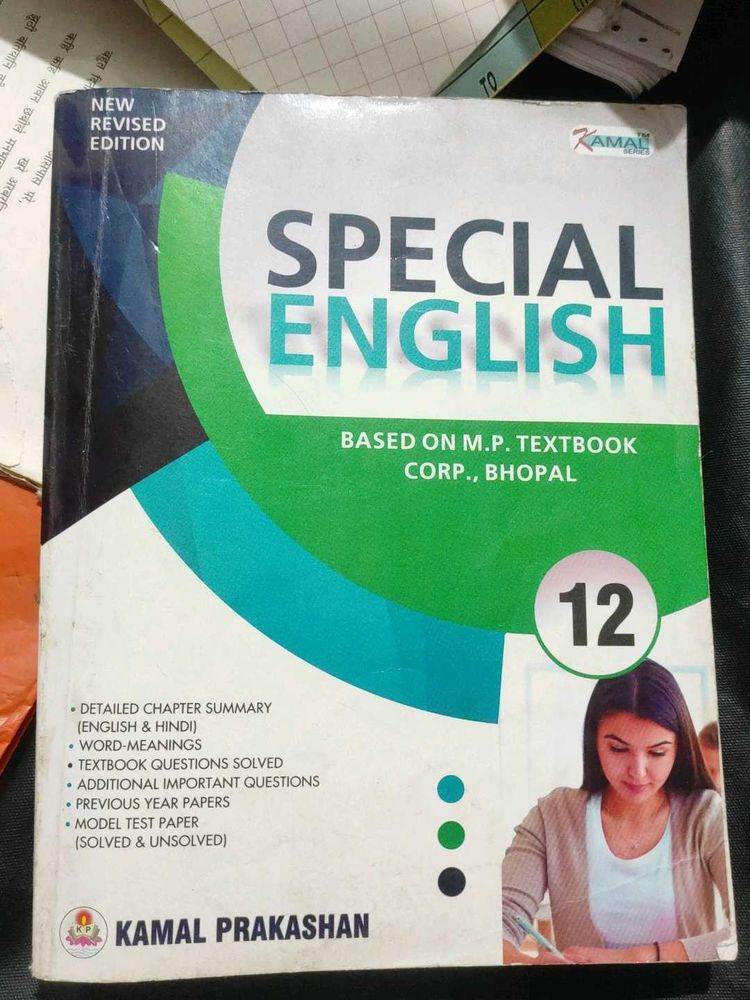 TO
NEW
REVISED
EDITION
KAMAL TM
SERIES
SPECIAL
ENGLISH
BASED ON M.P. TEXTBOOK
CORP., BHOPAL
12
• DETAILED CHAPTER SUMMARY
(ENGLISH & HINDI)
• WORD-MEANINGS
• TEXTBOOK QUESTIONS SOLVED
• ADDITIONAL IMPORTANT QUESTIONS
• PREVIOUS YEAR PAPERS
• MODEL TEST PAPER
(SOLVED & UNSOLVED)
K P
KAMAL PRAKASHAN